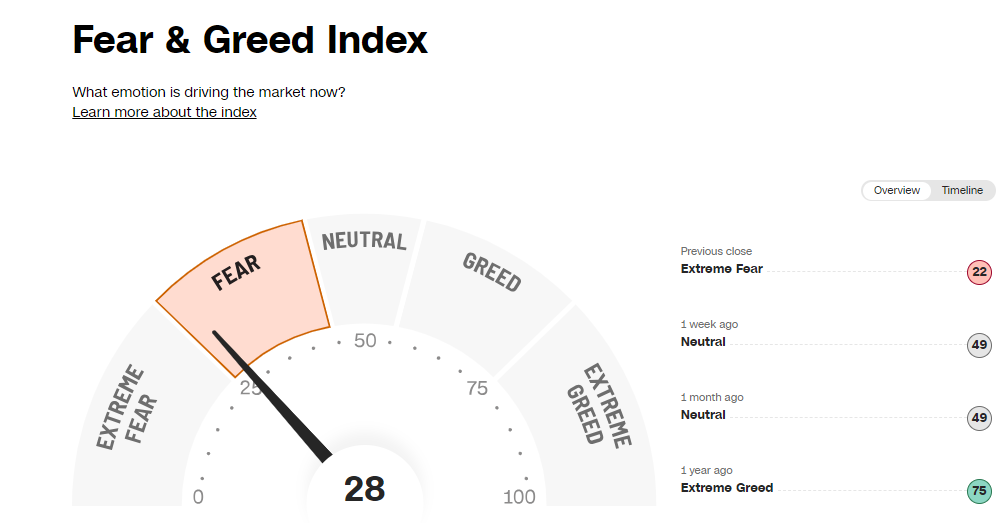 Fear & Greed Index
What emotion is driving the market now?
Learn more about the index
Overview
Timeline
EXTREME
FEAR
FEAR
NEUTRAL
GREED
EXTREME
GREED
0
25
50
75
100
28
Previous close
Extreme Fear
22
1 week ago
Neutral
49
1 month ago
Neutral
49
1 year ago
Extreme Greed
75